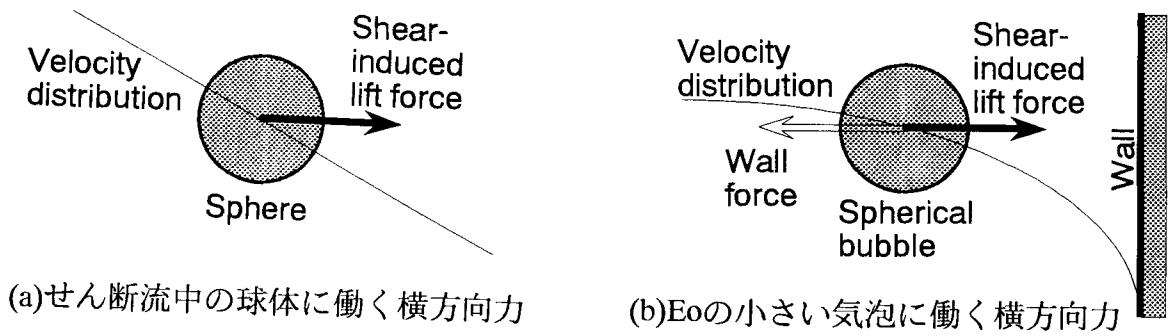 Velocity
distribution
Shear-
induced
lift force
Sphere
(a)せん断流中の球体に働く横方向力
Velocity
distribution
Shear-
induced
lift force
Wall
force
Spherical
bubble
Wall
(b)Eoの小さい気泡に働く横方向力